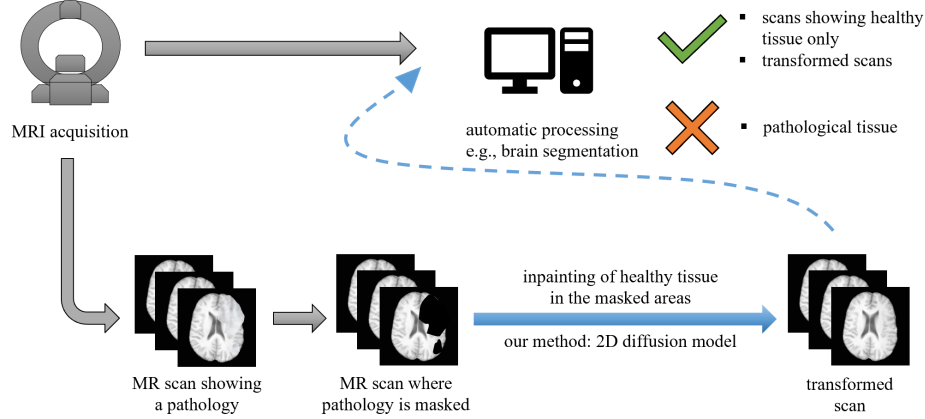 MRI acquisition
automatic processing
e.g., brain segmentation
▪ scans showing healthy
tissue only
▪ transformed scans
▪ pathological tissue
MR scan showing
a pathology
MR scan where
pathology is masked
inpainting of healthy tissue
in the masked areas
our method: 2D diffusion model
transformed
scan